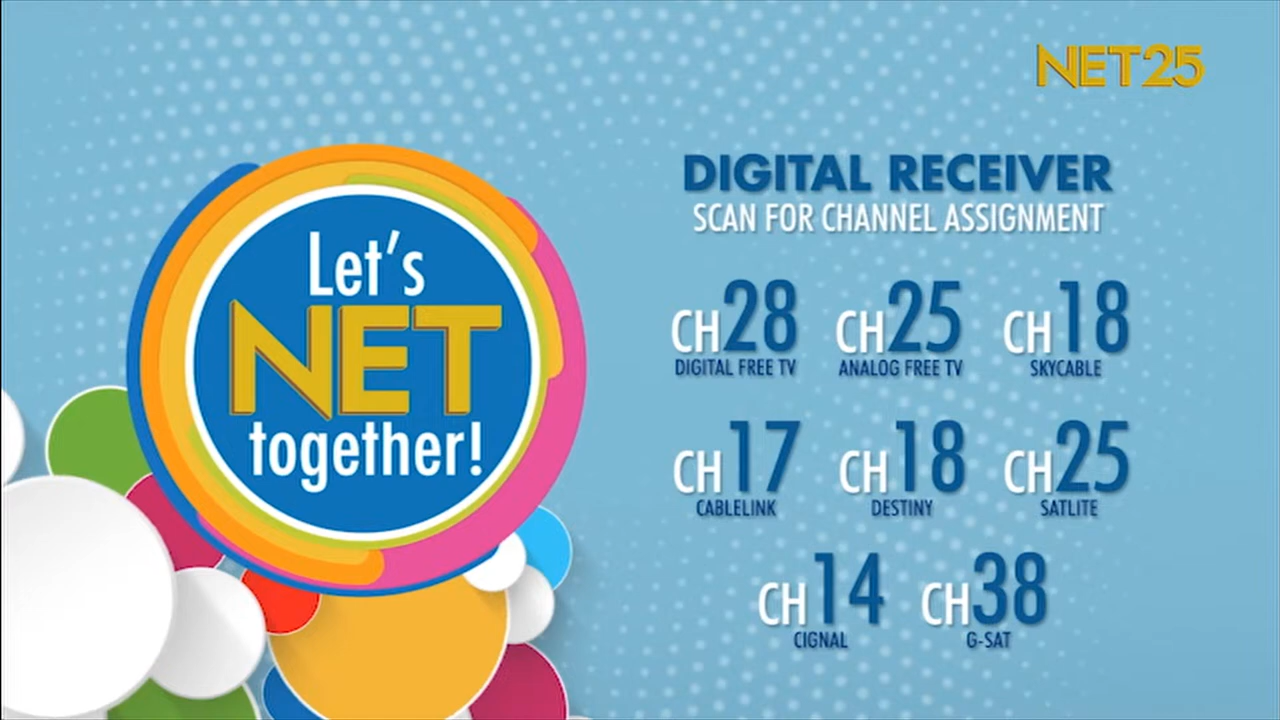 NET25
Let's
NET
together!
DIGITAL RECEIVER
SCAN FOR CHANNEL ASSIGNMENT
CH28 CH25 CH18
DIGITAL FREE TV ANALOG FREE TV SKYCABLE
CH17 CH18 CH25
CABLELINK DESTINY SATLITE
CH14 CH38
CIGNAL G-SAT